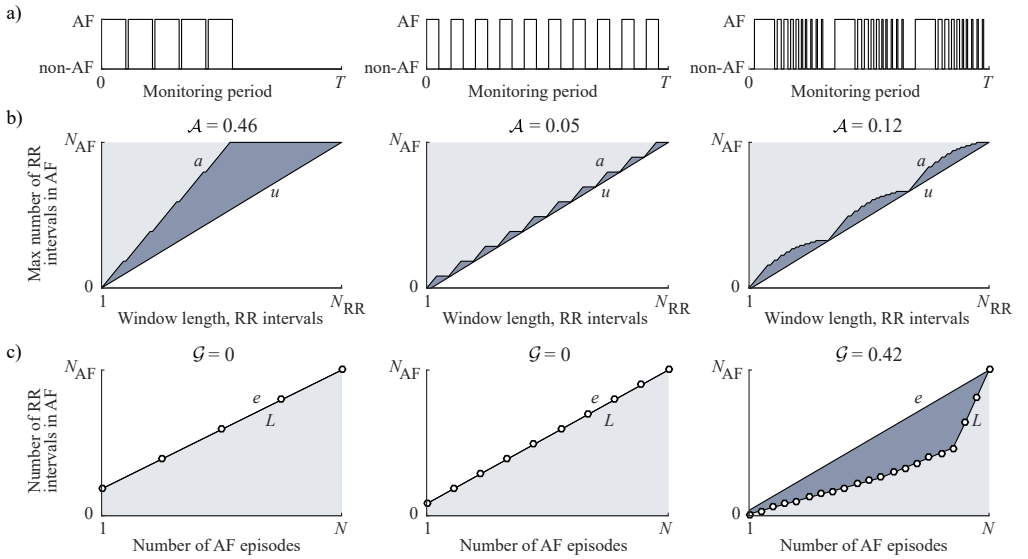 a)
AF
non-AF
0
T
Monitoring period
AF
non-AF
0
T
Monitoring period
AF
non-AF
0
T
Monitoring period
b)
𝒜 = 0.46
Max number of RR
intervals in AF
N_AF
a
u
0
1
N_RR
Window length, RR intervals
𝒜 = 0.05
N_AF
a
u
0
1
N_RR
Window length, RR intervals
𝒜 = 0.12
N_AF
a
u
0
1
N_RR
Window length, RR intervals
c)
𝒢 = 0
Number of RR
intervals in AF
N_AF
e
L
0
1
N
Number of AF episodes
𝒢 = 0
N_AF
e
L
0
1
N
Number of AF episodes
𝒢 = 0.42
N_AF
e
L
0
1
N
Number of AF episodes